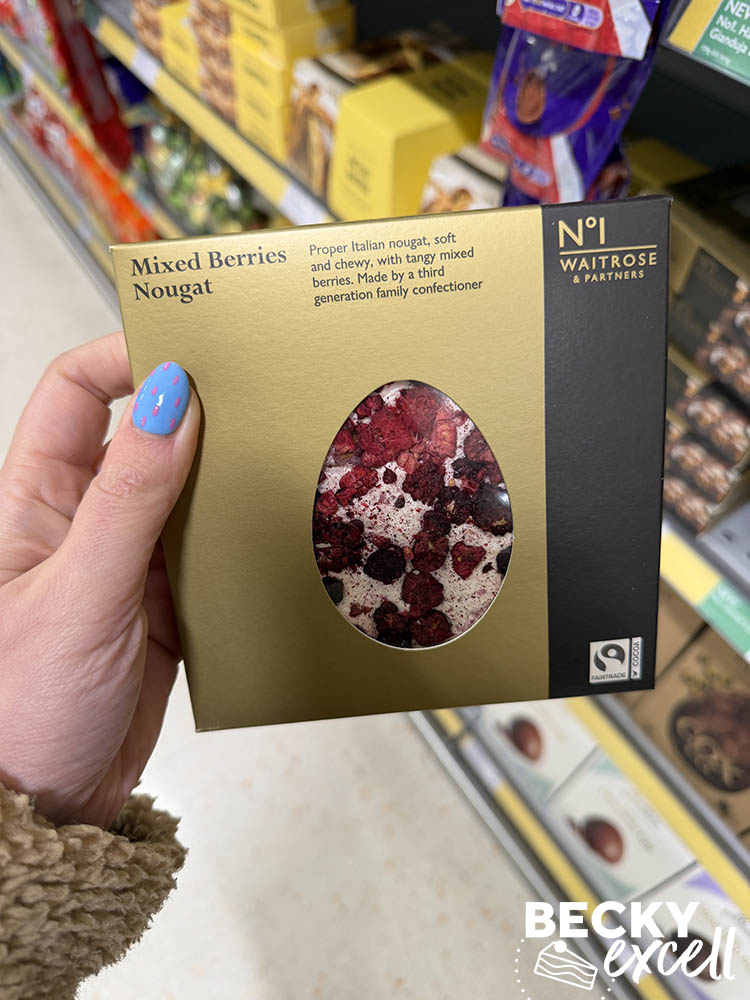 Mixed Berries
Nougat
Proper Italian nougat, soft
and chewy, with tangy mixed
berries. Made by a third
generation family confectioner
Nº1
WAITROSE
& PARTNERS
FAIRTRADE
COCOA
NEW
BECKY
excell